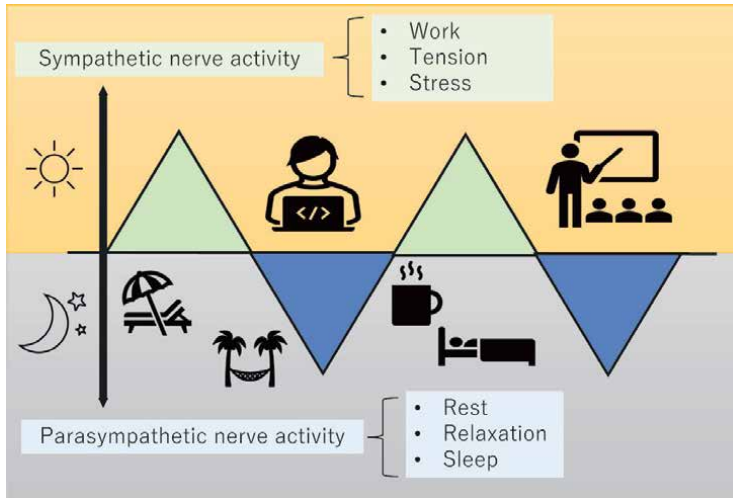 Sympathetic nerve activity
• Work
• Tension
• Stress
</>
Parasympathetic nerve activity
• Rest
• Relaxation
• Sleep